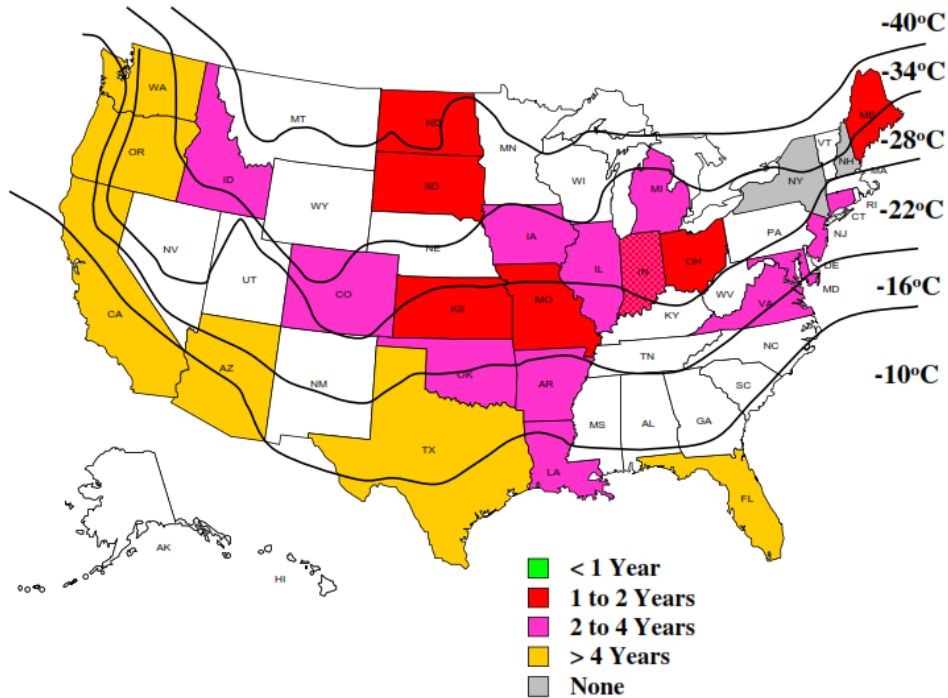 -40°C
-34°C
-28°C
-22°C
-16°C
-10°C
WA
OR
CA
ID
NV
AZ
MT
WY
UT
CO
NM
ND
SD
NE
KS
OK
TX
MN
IA
MO
AR
LA
WI
IL
MI
IN
OH
KY
TN
MS
AL
GA
FL
SC
NC
VA
WV
PA
NY
VT
NH
ME
MA
RI
CT
NJ
DE
MD
AK
HI
< 1 Year
1 to 2 Years
2 to 4 Years
> 4 Years
None